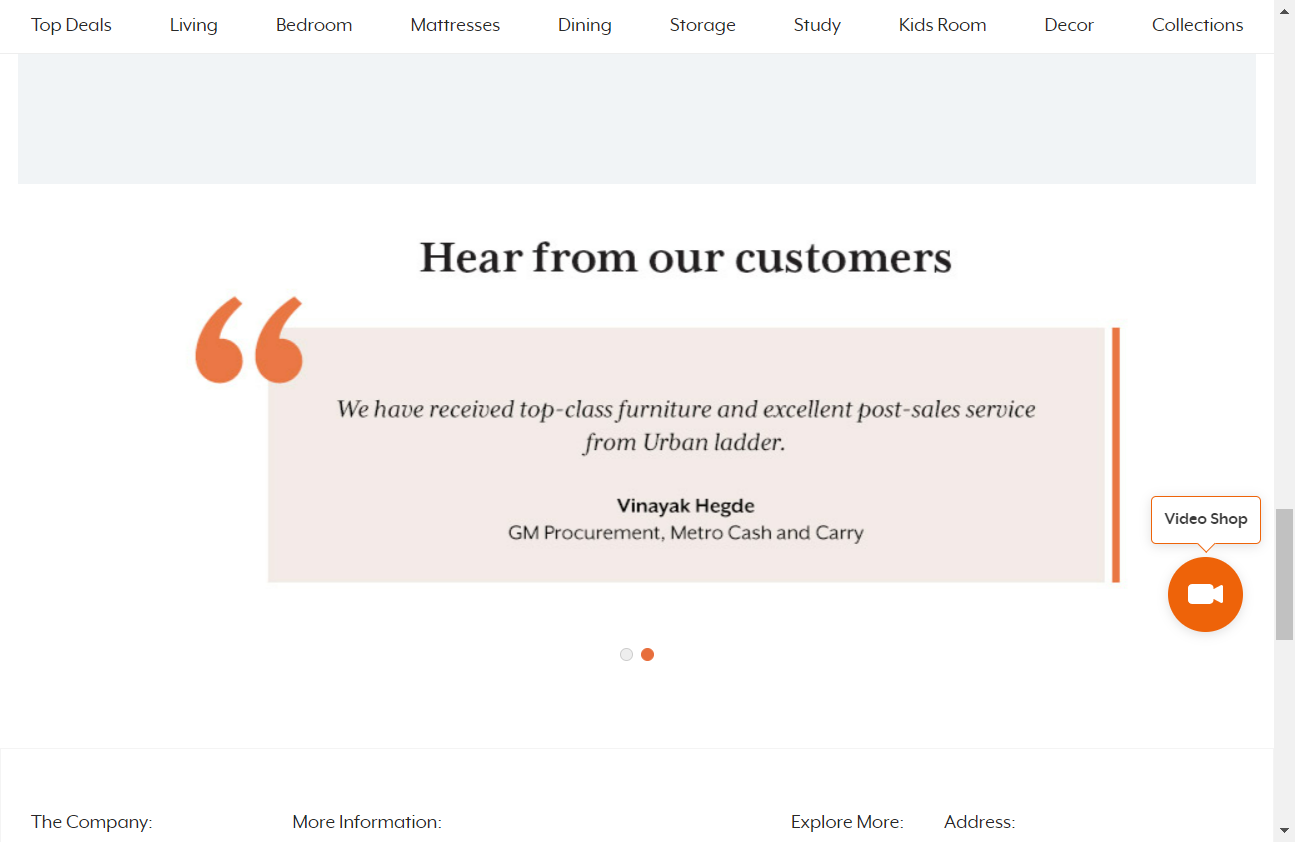 Top Deals Living Bedroom Mattresses Dining Storage Study Kids Room Decor Collections
Hear from our customers
“
We have received top-class furniture and excellent post-sales service
from Urban ladder.
Vinayak Hegde
GM Procurement, Metro Cash and Carry
Video Shop
The Company: More Information: Explore More: Address: